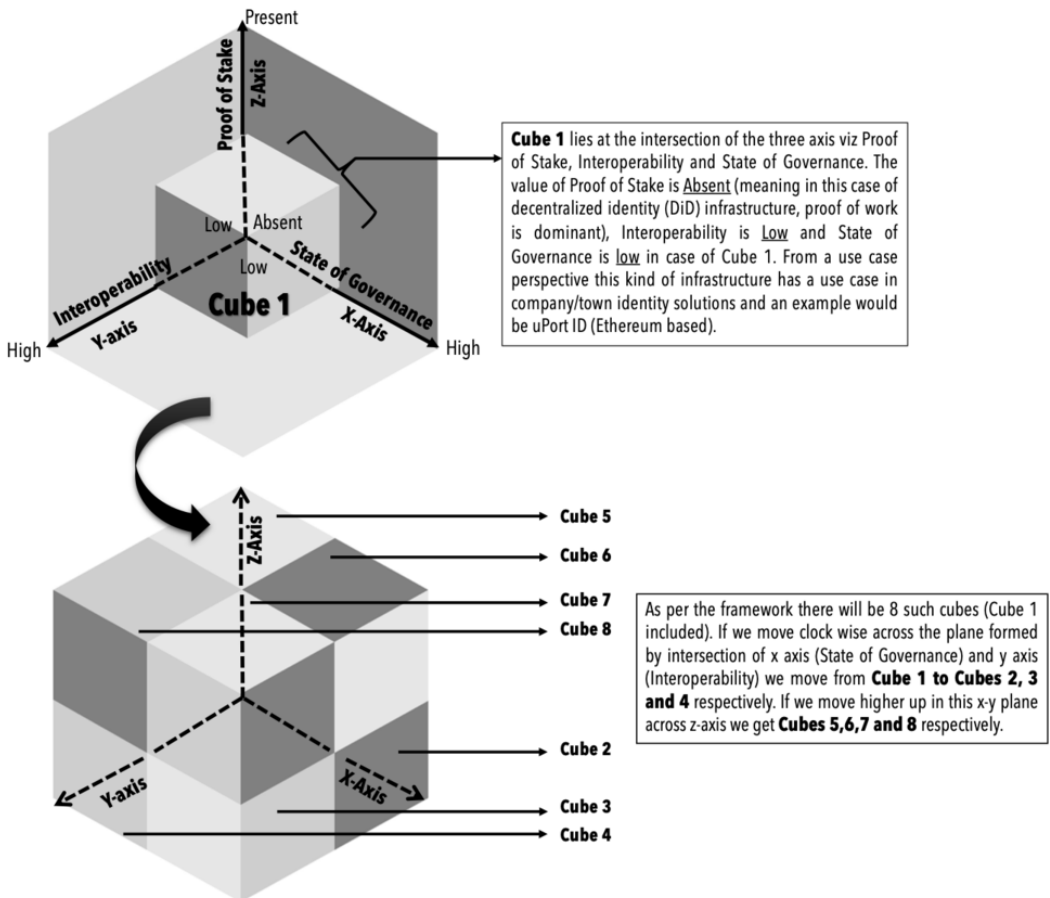 Present
Proof of Stake
Z-Axis
Cube 1 lies at the intersection of the three axis viz Proof
of Stake, Interoperability and State of Governance. The
value of Proof of Stake is Absent (meaning in this case of
decentralized identity (DiD) infrastructure, proof of work
is dominant), Interoperability is Low and State of
Governance is low in case of Cube 1. From a use case
perspective this kind of infrastructure has a use case in
company/town identity solutions and an example would
be uPort ID (Ethereum based).
Low
Absent
Low
Interoperability
Y-axis
State of Governance
X-Axis
Cube 1
High
High
Z-Axis
Cube 5
Cube 6
Cube 7
Cube 8
As per the framework there will be 8 such cubes (Cube 1
included). If we move clock wise across the plane formed
by intersection of x axis (State of Governance) and y axis
(Interoperability) we move from Cube 1 to Cubes 2, 3
and 4 respectively. If we move higher up in this x-y plane
across z-axis we get Cubes 5,6,7 and 8 respectively.
Cube 2
Y-axis
X-Axis
Cube 3
Cube 4